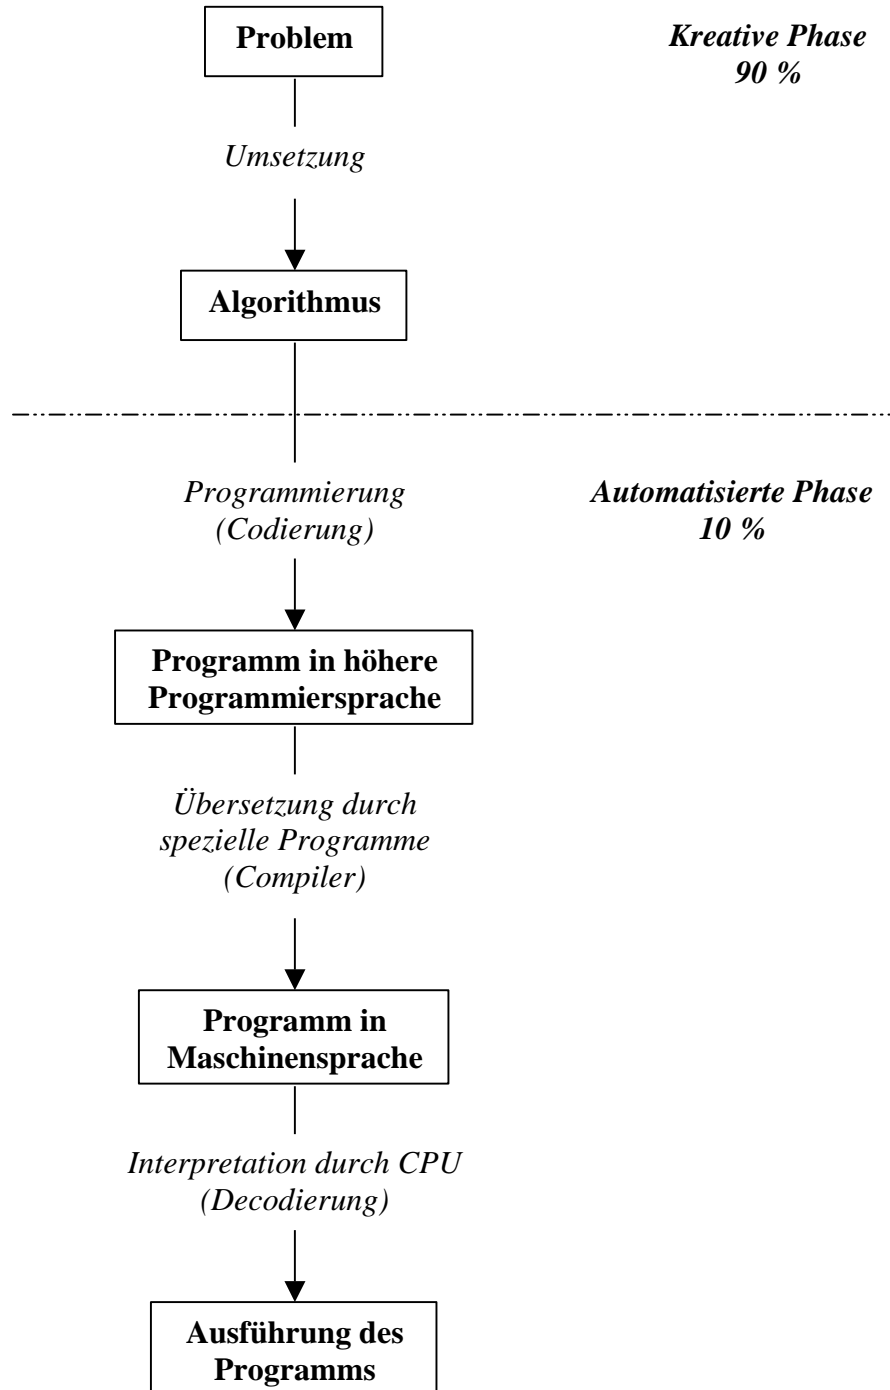 Problem
Kreative Phase
90 %
Umsetzung
Algorithmus
Programmierung
(Codierung)
Automatisierte Phase
10 %
Programm in höhere
Programmiersprache
Übersetzung durch
spezielle Programme
(Compiler)
Programm in
Maschinensprache
Interpretation durch CPU
(Decodierung)
Ausführung des
Programms